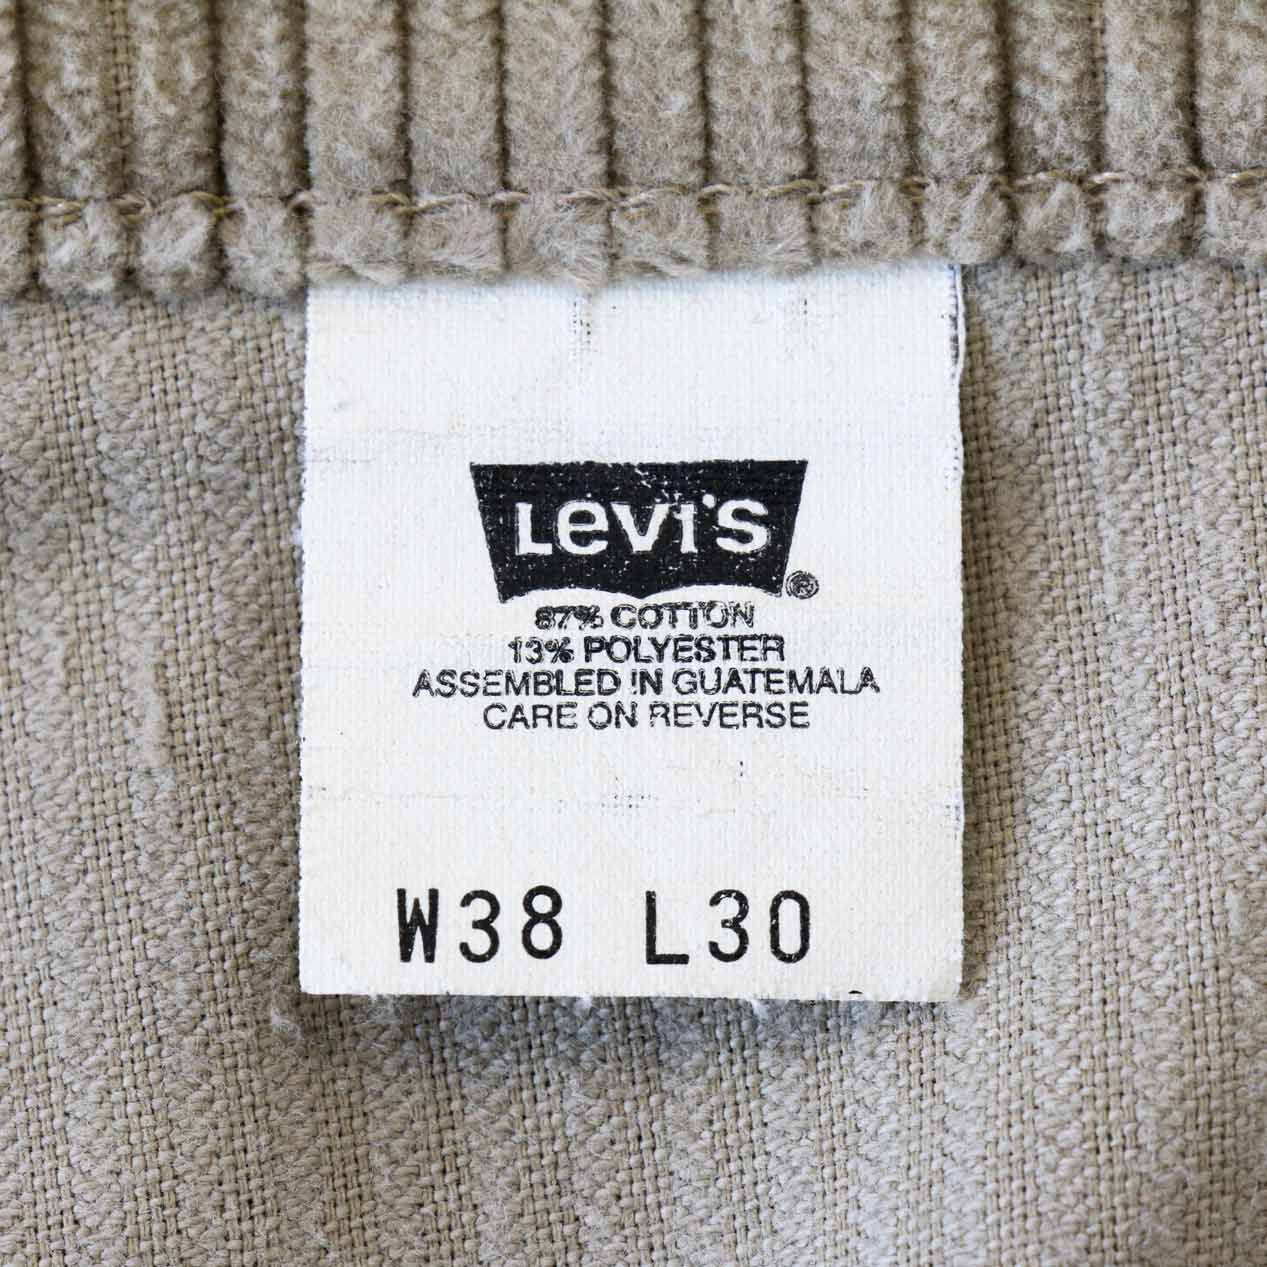 Levi's ®
87% COTTON
13% POLYESTER
ASSEMBLED IN GUATEMALA
CARE ON REVERSE
W38 L30